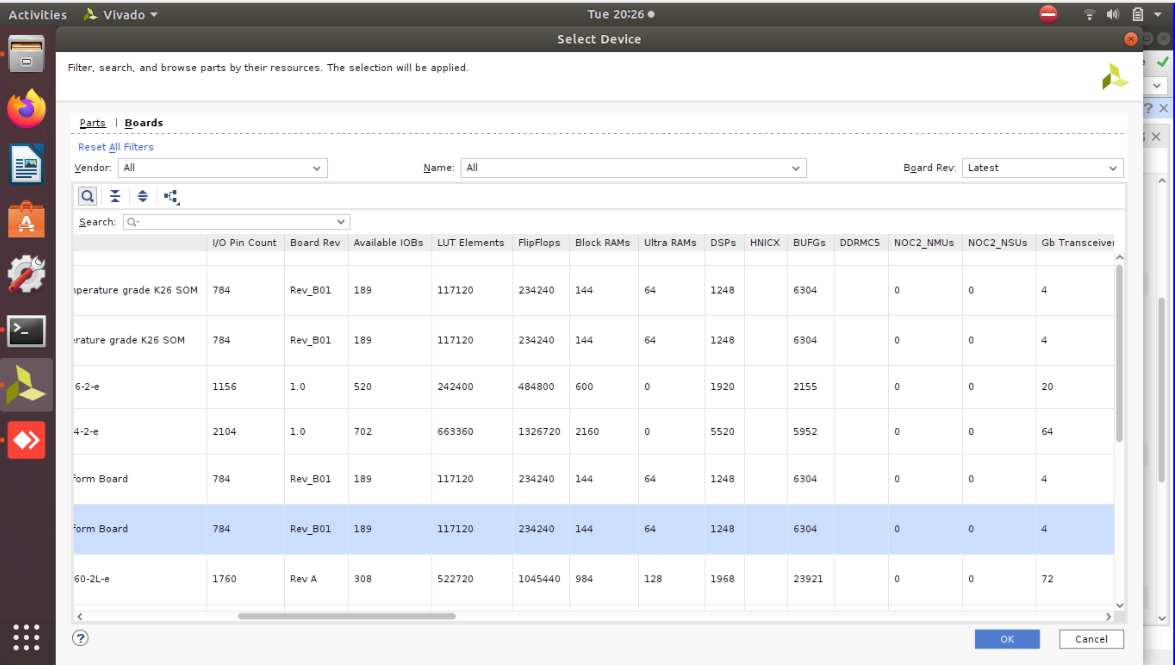 Activities Vivado Tue 20:26
Select Device
Filter, search, and browse parts by their resources. The selection will be applied.
Parts | Boards
Reset All Filters
Vendor: All Name: All Board Rev: Latest
Search: Q-
I/O Pin Count Board Rev Available IOBs LUT Elements FlipFlops Block RAMs Ultra RAMs DSPs HNICX BUFGs DDRMC5 NOC2_NMUs NOC2_NSUs Gb Transceiver
perature grade K26 SOM 784 Rev_B01 189 117120 234240 144 64 1248 6304 0 0 4
rature grade K26 SOM 784 Rev_B01 189 117120 234240 144 64 1248 6304 0 0 4
6-2-e 1156 1.0 520 242400 484800 600 0 1920 2155 0 0 20
4-2-e 2104 1.0 702 663360 1326720 2160 0 5520 5952 0 0 64
form Board 784 Rev_B01 189 117120 234240 144 64 1248 6304 0 0 4
form Board 784 Rev_B01 189 117120 234240 144 64 1248 6304 0 0 4
60-2L-e 1760 Rev A 308 522720 1045440 984 128 1968 23921 0 0 72
? OK Cancel